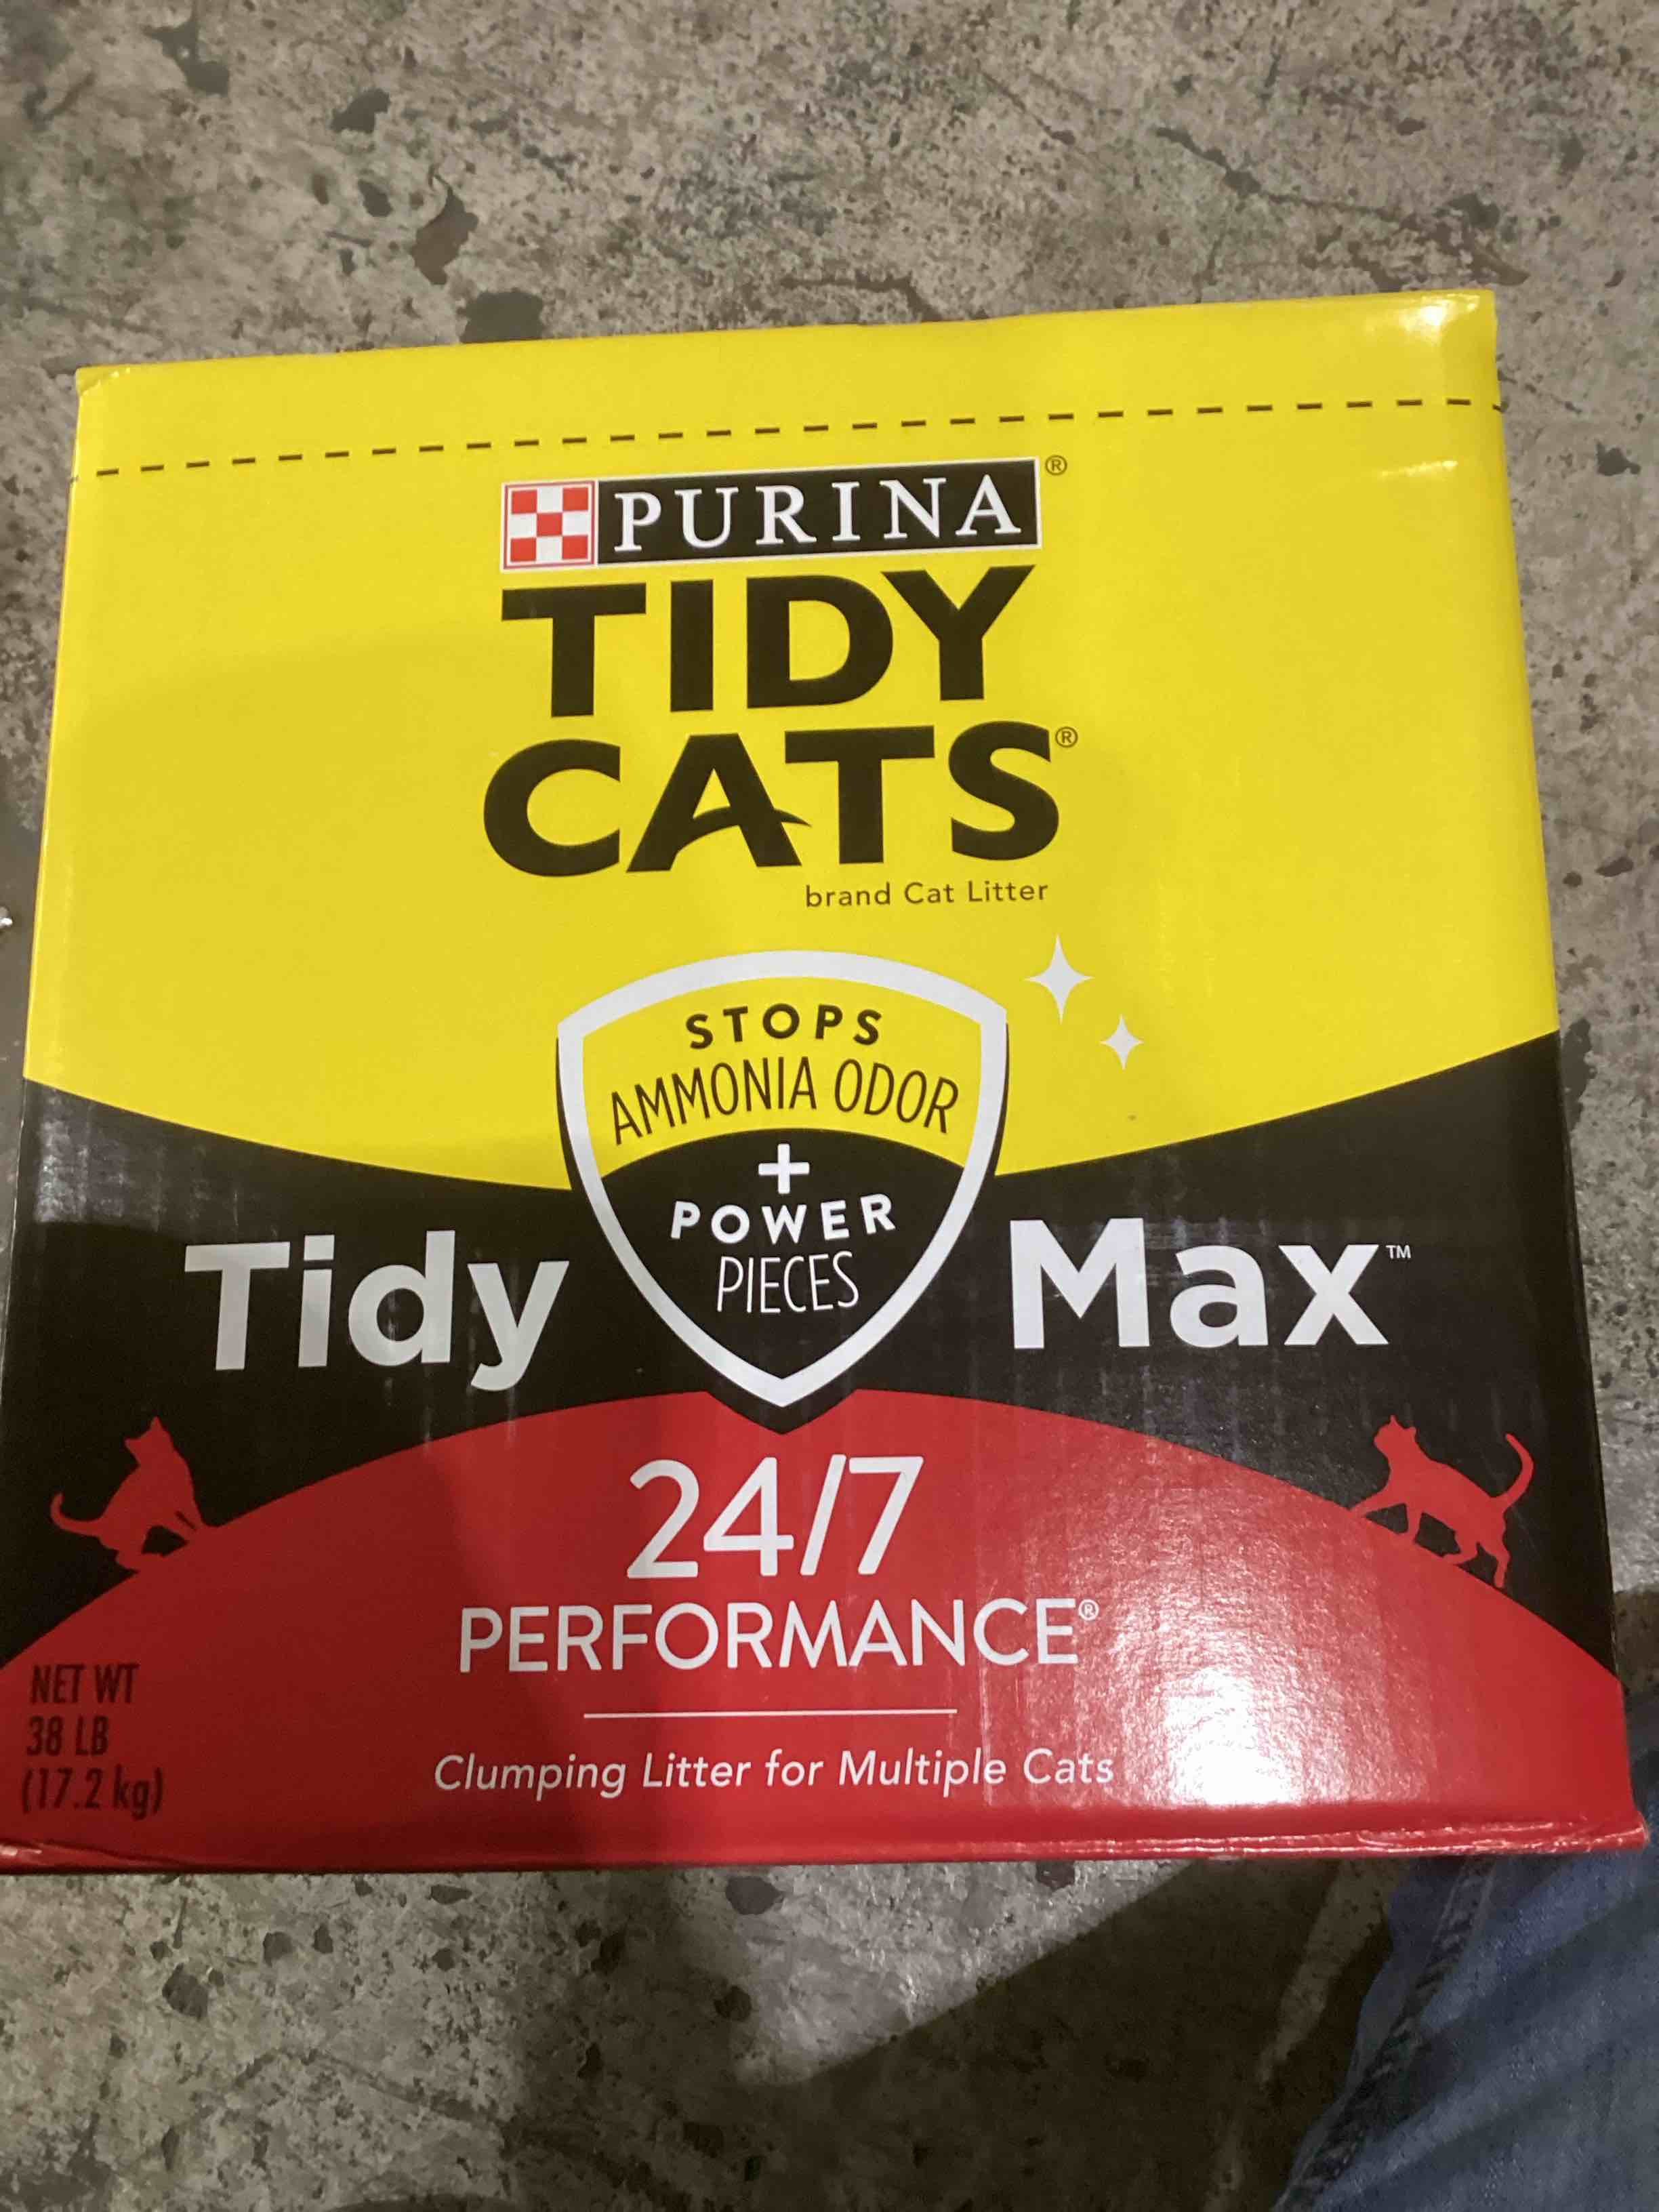 PURINA®
TIDY
CATS®
brand Cat Litter
STOPS
AMMONIA ODOR
+
POWER
PIECES
Tidy Max™
24/7
PERFORMANCE®
Clumping Litter for Multiple Cats
NET WT
38 LB
(17.2 kg)